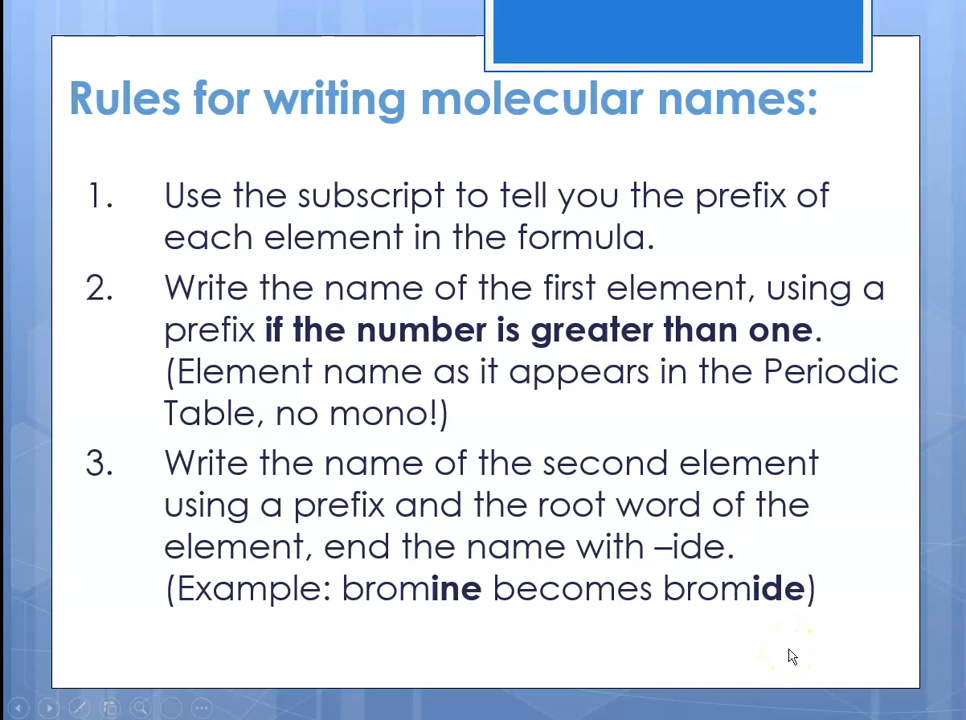 Rules for writing molecular names:
1. Use the subscript to tell you the prefix of
each element in the formula.
2. Write the name of the first element, using a
prefix if the number is greater than one.
(Element name as it appears in the Periodic
Table, no mono!)
3. Write the name of the second element
using a prefix and the root word of the
element, end the name with –ide.
(Example: bromine becomes bromide)